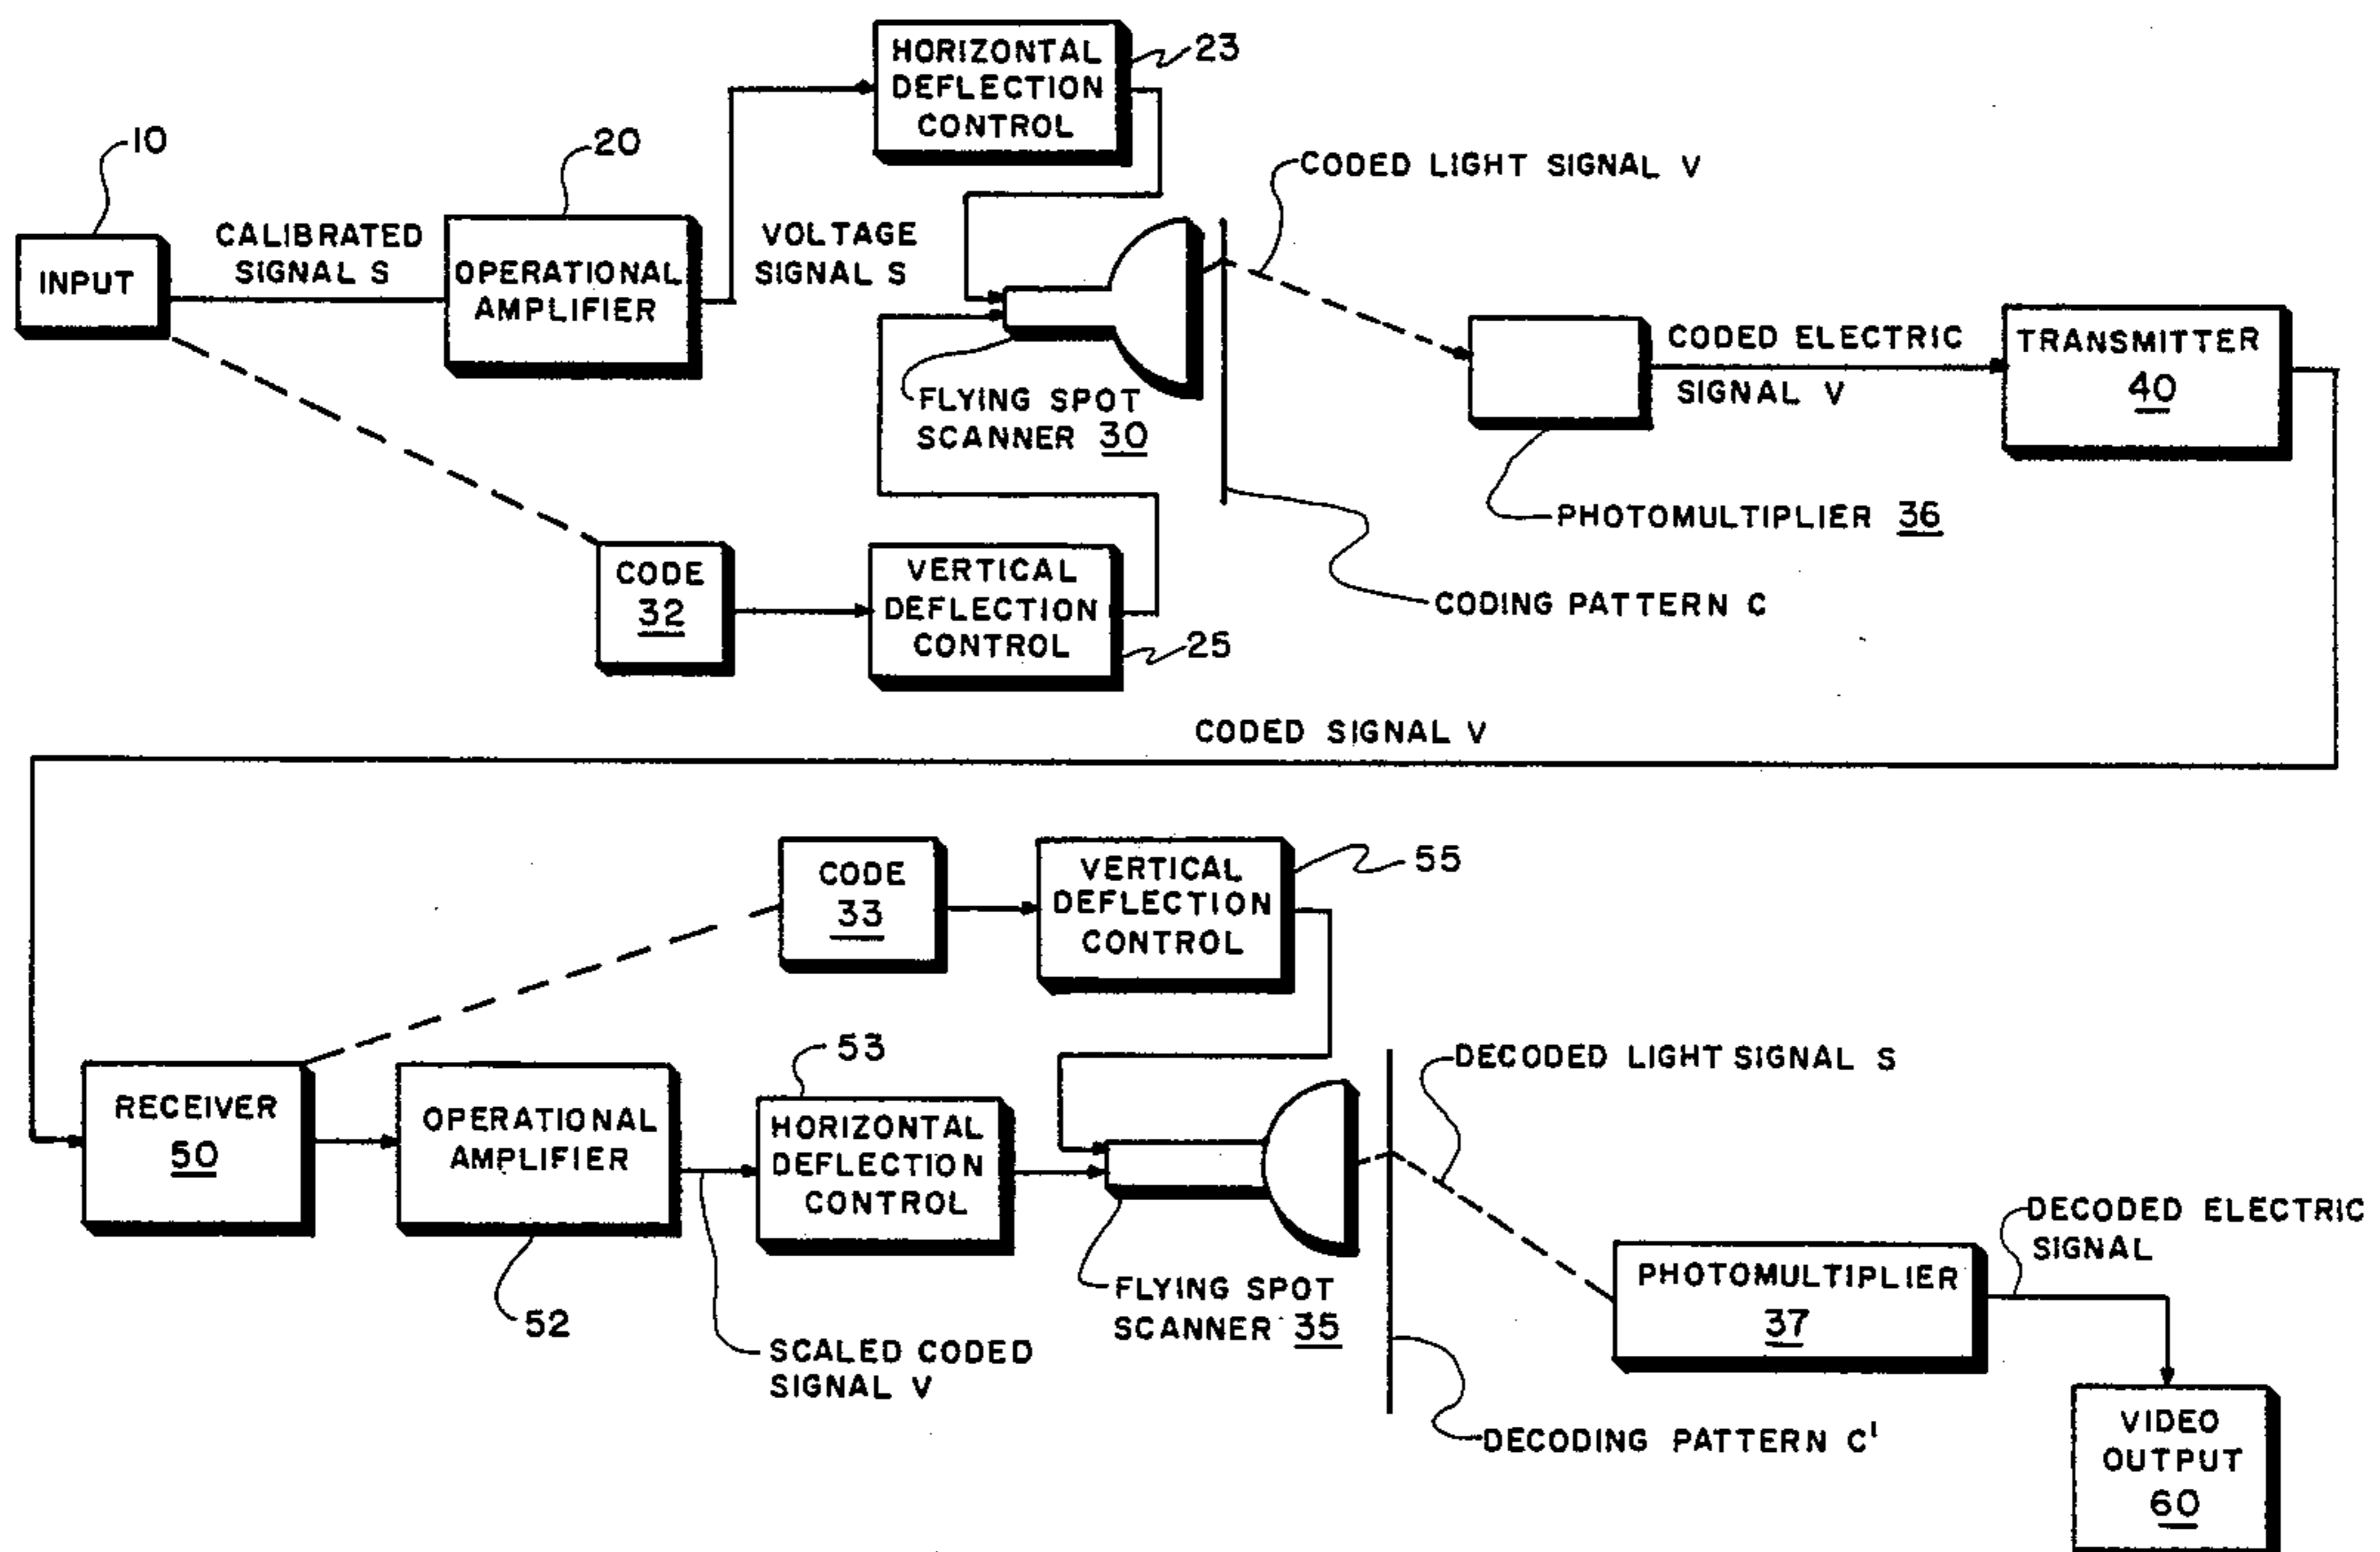 HORIZONTAL
DEFLECTION
CONTROL
23
10
20
CODED LIGHT SIGNAL V
INPUT
CALIBRATED
SIGNAL S
OPERATIONAL
AMPLIFIER
VOLTAGE
SIGNAL S
FLYING SPOT
SCANNER 30
CODED ELECTRIC
SIGNAL V
TRANSMITTER
40
PHOTOMULTIPLIER 36
CODE
32
VERTICAL
DEFLECTION
CONTROL
25
CODING PATTERN C
CODED SIGNAL V
CODE
33
VERTICAL
DEFLECTION
CONTROL
55
RECEIVER
50
OPERATIONAL
AMPLIFIER
52
53
HORIZONTAL
DEFLECTION
CONTROL
SCALED CODED
SIGNAL V
FLYING SPOT
SCANNER 35
DECODED LIGHT SIGNAL S
DECODING PATTERN C'
PHOTOMULTIPLIER
37
DECODED ELECTRIC
SIGNAL
VIDEO
OUTPUT
60